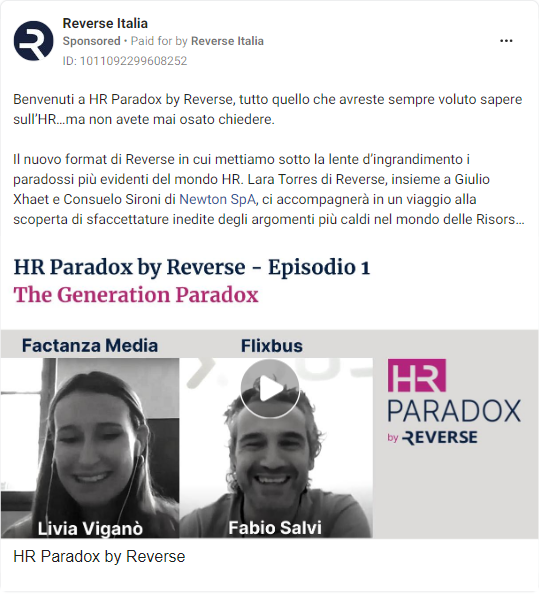 Reverse Italia
Sponsored • Paid for by Reverse Italia
ID: 1011092299608252
Benvenuti a HR Paradox by Reverse, tutto quello che avreste sempre voluto sapere
sull'HR…ma non avete mai osato chiedere.
Il nuovo format di Reverse in cui mettiamo sotto la lente d'ingrandimento i
paradossi più evidenti del mondo HR. Lara Torres di Reverse, insieme a Giulio
Xhaet e Consuelo Sironi di Newton SpA, ci accompagnerà in un viaggio alla
scoperta di sfaccettature inedite degli argomenti più caldi nel mondo delle Risors…
HR Paradox by Reverse - Episodio 1
The Generation Paradox
Factanza Media
Flixbus
HR
PARADOX
by REVERSE
Livia Viganò
Fabio Salvi
HR Paradox by Reverse